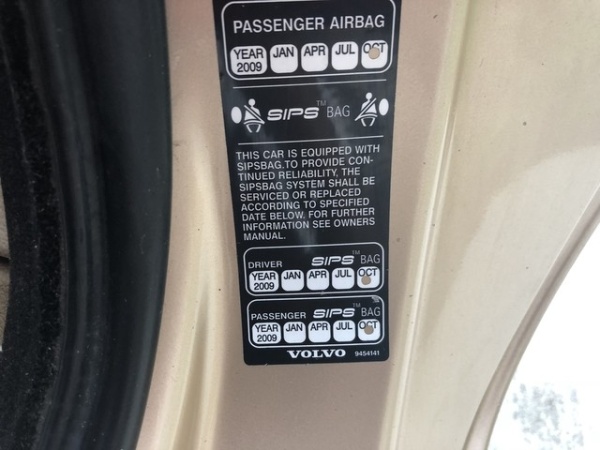 PASSENGER AIRBAG
YEAR 2009 JAN APR JUL OCT
SIPS™ BAG
THIS CAR IS EQUIPPED WITH
SIPSBAG.TO PROVIDE CON-
TINUED RELIABILITY, THE
SIPSBAG SYSTEM SHALL BE
SERVICED OR REPLACED
ACCORDING TO SPECIFIED
DATE BELOW. FOR FURTHER
INFORMATION SEE OWNERS
MANUAL.
DRIVER SIPS™ BAG
YEAR 2009 JAN APR JUL OCT
PASSENGER SIPS™ BAG
YEAR 2009 JAN APR JUL OCT
VOLVO 9454141